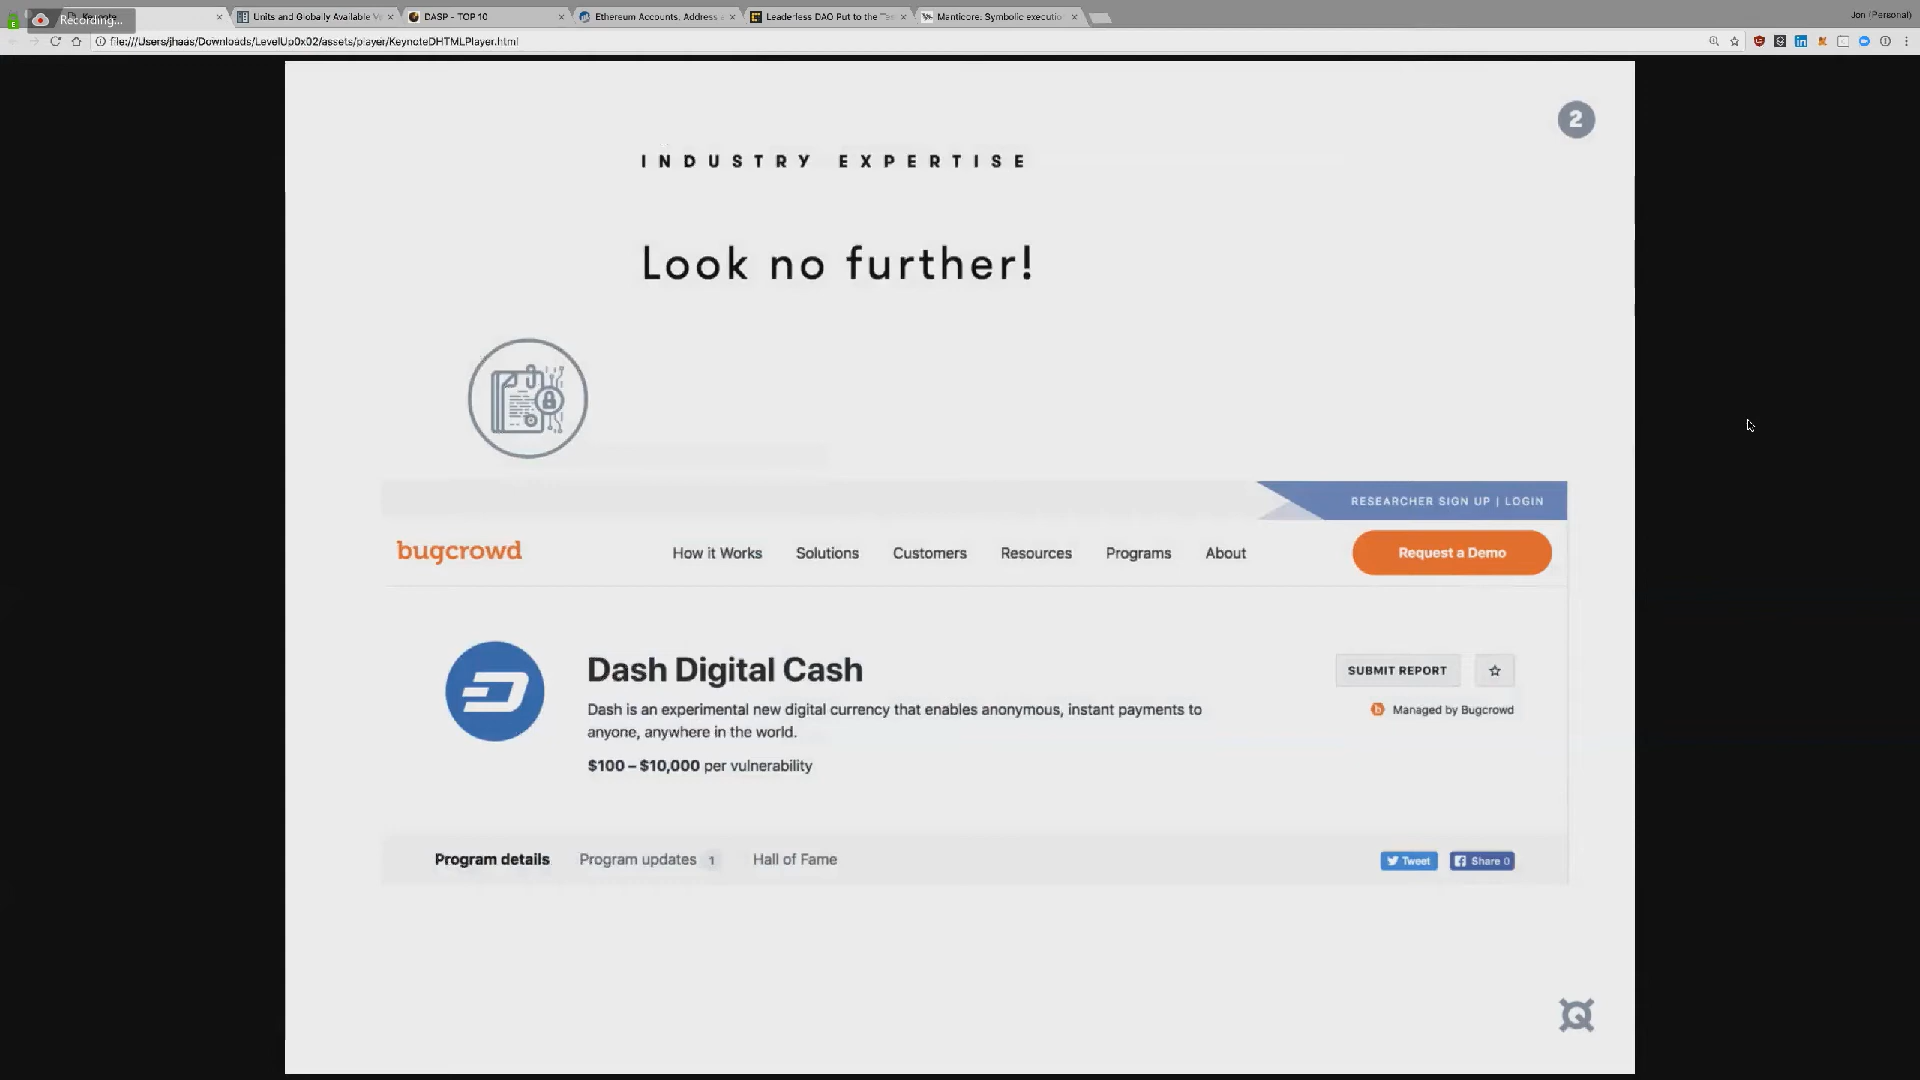 Recording...
Units and Globally Available V
DASP - TOP 10
Ethereum Accounts, Address a
Leaderless DAO Put to the Tes
Manticore: Symbolic executio
Jon (Personal)
file:///Users/jhaas/Downloads/LevelUp0x02/assets/player/KeynoteDHTMLPlayer.html
2
INDUSTRY EXPERTISE
Look no further!
RESEARCHER SIGN UP | LOGIN
bugcrowd
How it Works Solutions Customers Resources Programs About
Request a Demo
Dash Digital Cash
SUBMIT REPORT
Dash is an experimental new digital currency that enables anonymous, instant payments to
anyone, anywhere in the world.
Managed by Bugcrowd
$100 – $10,000 per vulnerability
Program details Program updates 1 Hall of Fame
Tweet Share 0